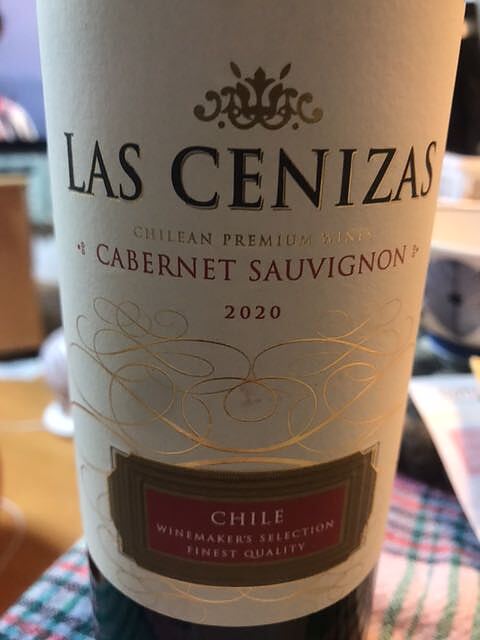 LAS CENIZAS
CHILEAN PREMIUM WINES
CABERNET SAUVIGNON
2020
CHILE
WINEMAKER'S SELECTION
FINEST QUALITY